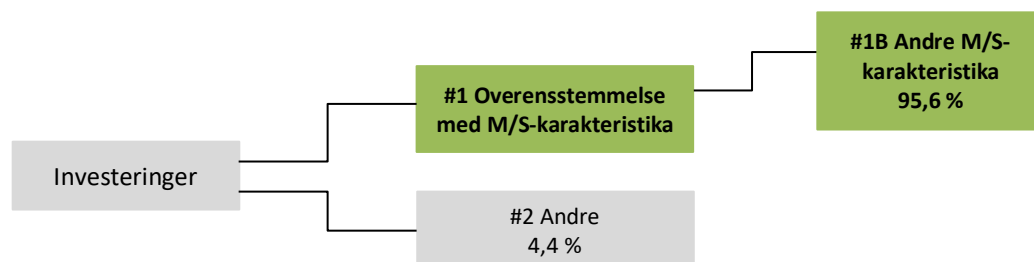 #1B Andre M/S-
karakteristika
95,6 %
#1 Overensstemmelse
med M/S-karakteristika
Investeringer
#2 Andre
4,4 %